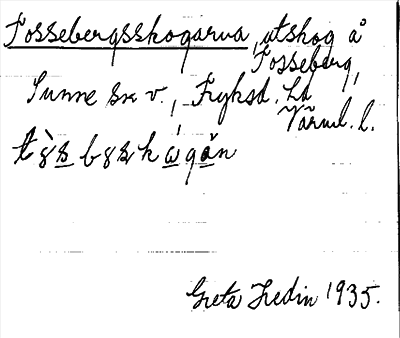 Fossebergsskogarna, utskog å
Fosseberg,
Sunne sn v., Fryksd. hd
Värml. l.
Greta Hedin 1935.